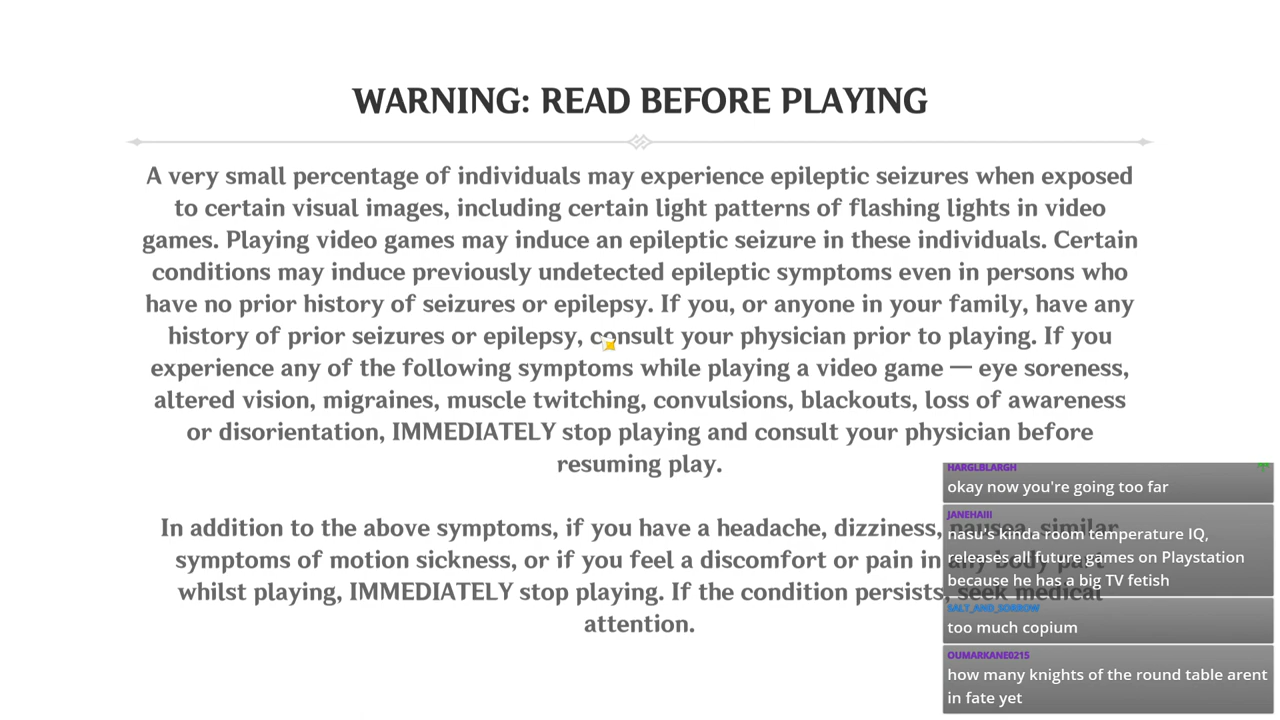 WARNING: READ BEFORE PLAYING
A very small percentage of individuals may experience epileptic seizures when exposed
to certain visual images, including certain light patterns of flashing lights in video
games. Playing video games may induce an epileptic seizure in these individuals. Certain
conditions may induce previously undetected epileptic symptoms even in persons who
have no prior history of seizures or epilepsy. If you, or anyone in your family, have any
history of prior seizures or epilepsy, consult your physician prior to playing. If you
experience any of the following symptoms while playing a video game — eye soreness,
altered vision, migraines, muscle twitching, convulsions, blackouts, loss of awareness
or disorientation, IMMEDIATELY stop playing and consult your physician before
resuming play.
In addition to the above symptoms, if you have a headache, dizziness, nausea, similar
symptoms of motion sickness, or if you feel a discomfort or pain in any body part
whilst playing, IMMEDIATELY stop playing. If the condition persists, seek medical
attention.
HARGLBLARGH
okay now you're going too far
JANEHAIII
nasu's kinda room temperature IQ,
releases all future games on Playstation
because he has a big TV fetish
SALT_AND_SORROW
too much copium
OUMARKANE0215
how many knights of the round table arent
in fate yet